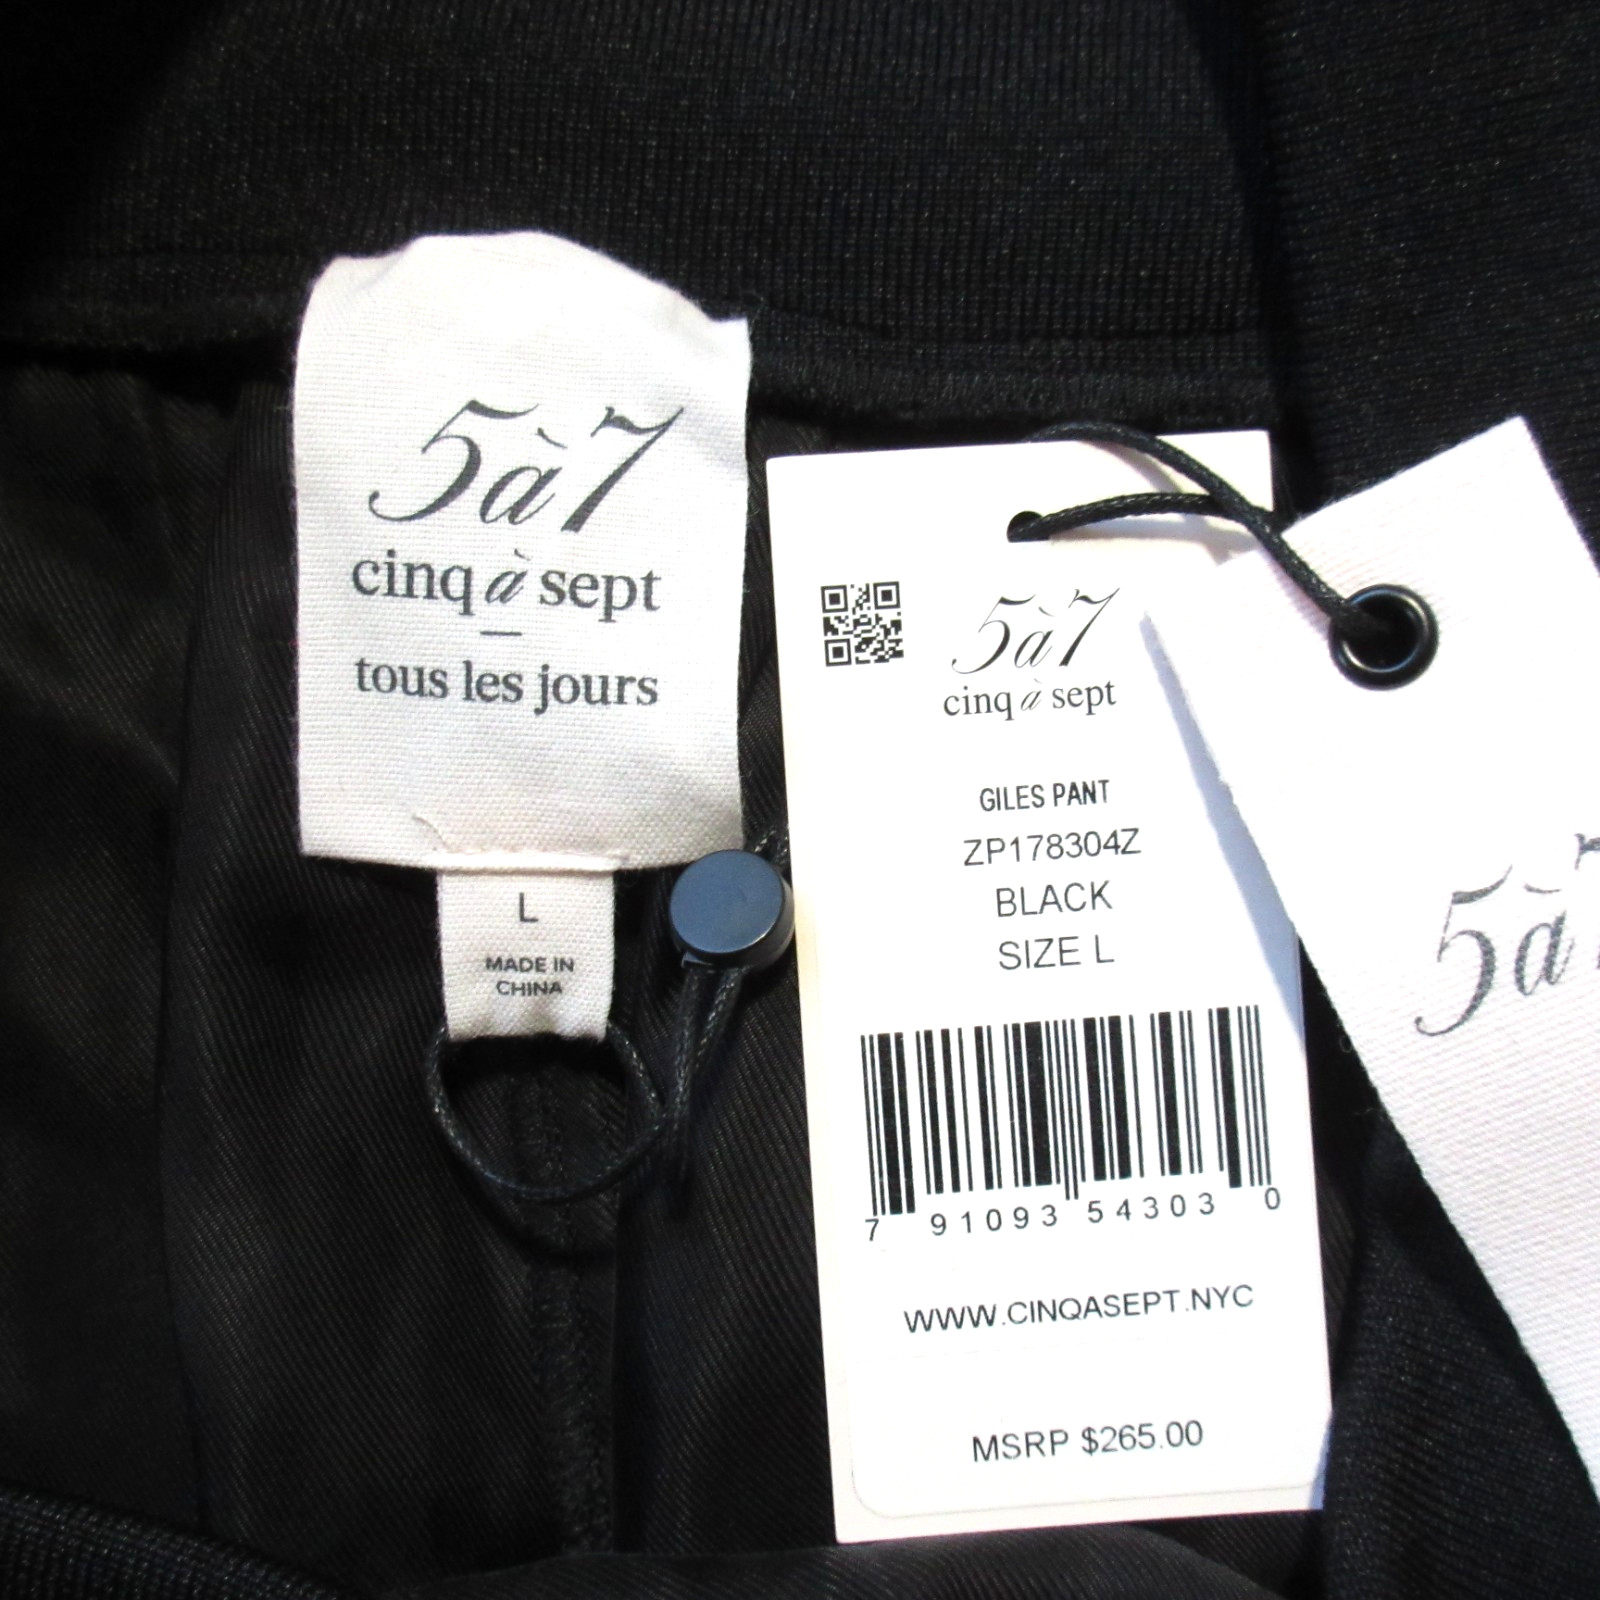 5à7
cinq à sept
tous les jours
L
MADE IN
CHINA
5à7
cinq à sept
GILES PANT
ZP178304Z
BLACK
SIZE L
7 91093 54303 0
WWW.CINQASEPT.NYC
MSRP $265.00
5à7